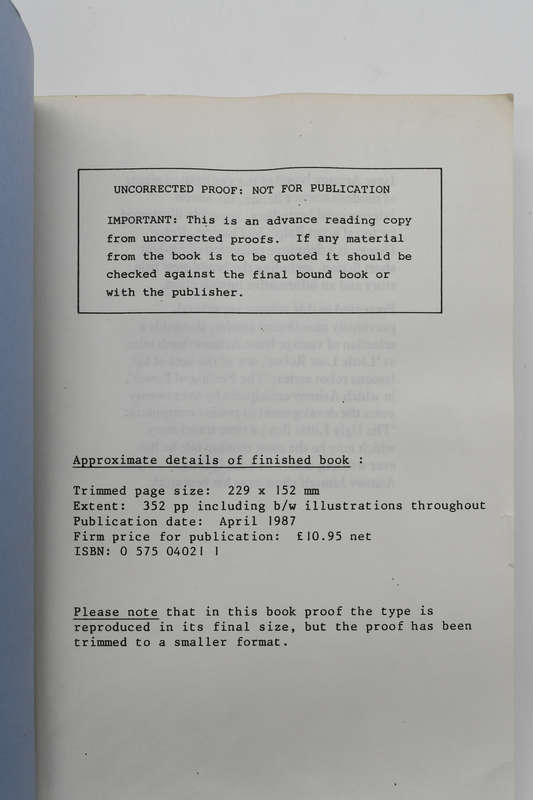 UNCORRECTED PROOF: NOT FOR PUBLICATION
IMPORTANT: This is an advance reading copy
from uncorrected proofs. If any material
from the book is to be quoted it should be
checked against the final bound book or
with the publisher.
Approximate details of finished book :
Trimmed page size: 229 x 152 mm
Extent: 352 pp including b/w illustrations throughout
Publication date: April 1987
Firm price for publication: £10.95 net
ISBN: 0 575 04021 1
Please note that in this book proof the type is
reproduced in its final size, but the proof has been
trimmed to a smaller format.